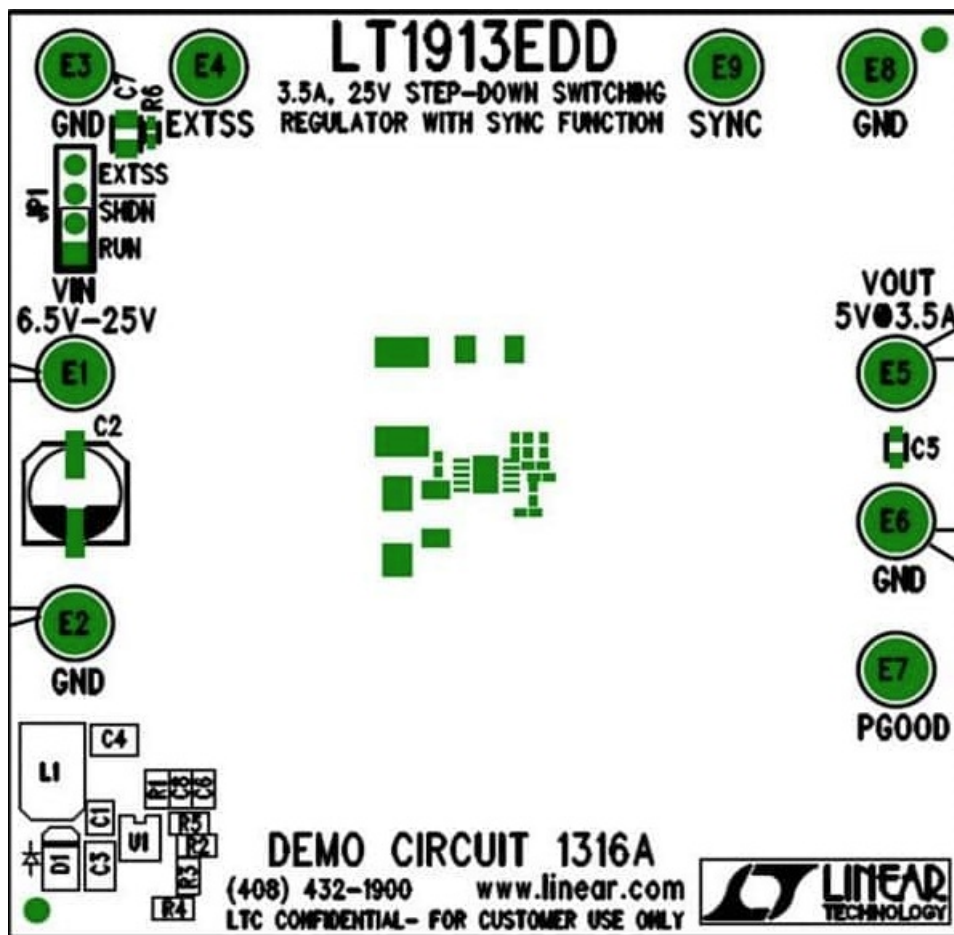 LT1913EDD
3.5A, 25V STEP-DOWN SWITCHING
REGULATOR WITH SYNC FUNCTION
E3
GND
C7
R6
E4
EXTSS
E9
SYNC
E8
GND
JP1
EXTSS
SHDN
RUN
VIN
6.5V-25V
E1
C2
E2
GND
VOUT
5V@3.5A
E5
C5
E6
GND
E7
PGOOD
L1
C4
R1
C8
C6
C1
U1
R5
R2
D1
C3
R3
R4
DEMO CIRCUIT 1316A
(408) 432-1900 www.linear.com
LTC CONFIDENTIAL- FOR CUSTOMER USE ONLY
LINEAR
TECHNOLOGY